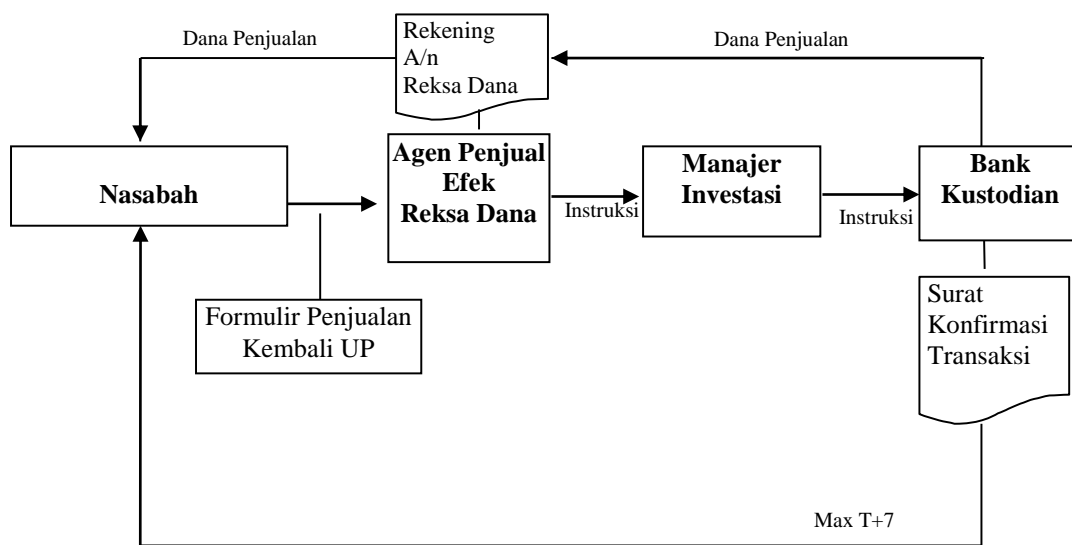 Dana Penjualan
Rekening
A/n
Reksa Dana
Dana Penjualan
Nasabah
Agen Penjual
Efek
Reksa Dana
Instruksi
Manajer
Investasi
Instruksi
Bank
Kustodian
Formulir Penjualan
Kembali UP
Surat
Konfirmasi
Transaksi
Max T+7